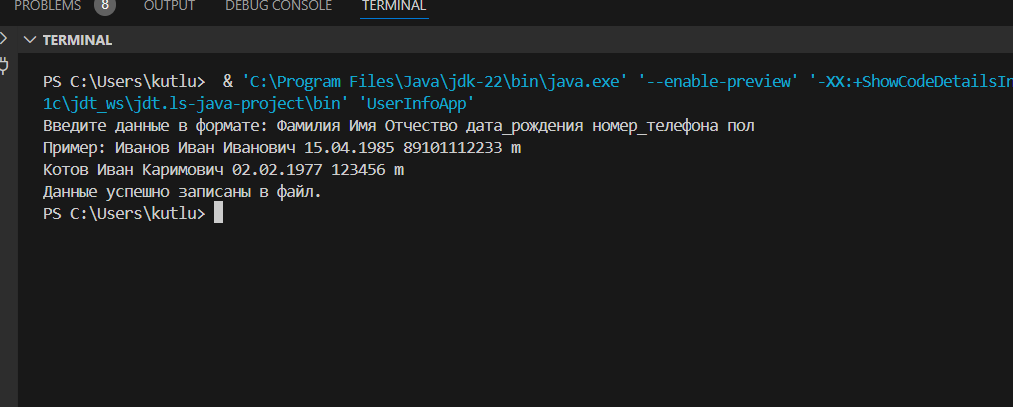 PROBLEMS 8 OUTPUT DEBUG CONSOLE TERMINAL
TERMINAL
PS C:\Users\kutlu> & 'C:\Program Files\Java\jdk-22\bin\java.exe' '--enable-preview' '-XX:+ShowCodeDetailsIn
1c\jdt_ws\jdt.ls-java-project\bin' 'UserInfoApp'
Введите данные в формате: Фамилия Имя Отчество дата_рождения номер_телефона пол
Пример: Иванов Иван Иванович 15.04.1985 89101112233 m
Котов Иван Каримович 02.02.1977 123456 m
Данные успешно записаны в файл.
PS C:\Users\kutlu>